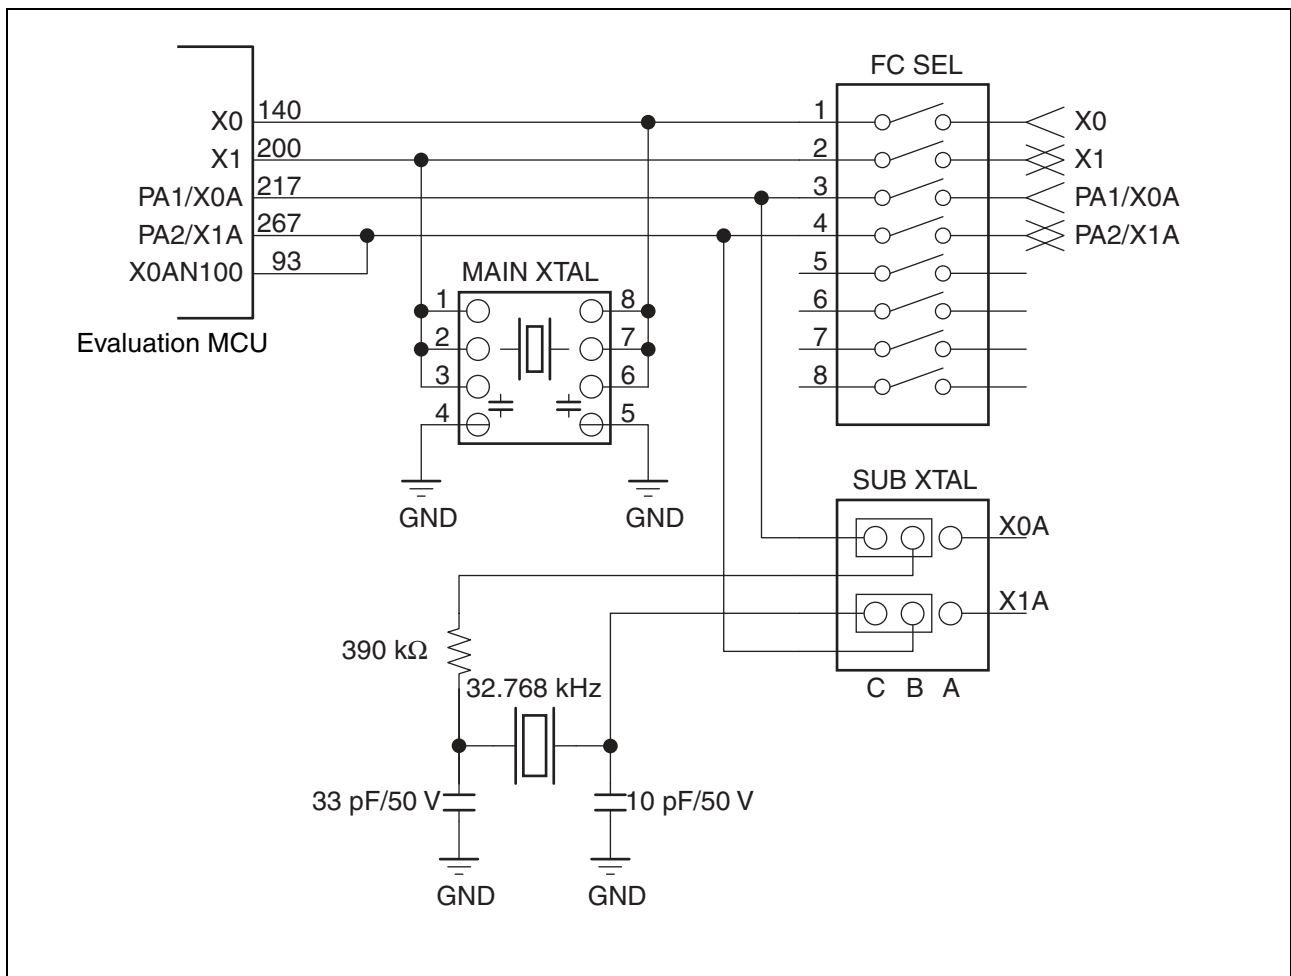 FC SEL
X0 140 1 X0
X1 200 2 X1
PA1/X0A 217 3 PA1/X0A
PA2/X1A 267 4 PA2/X1A
X0AN100 93 5
6
7
8
Evaluation MCU
MAIN XTAL
1 8
2 7
3 6
4 5
GND GND
SUB XTAL
X0A
X1A
C B A
390 kΩ
32.768 kHz
33 pF/50 V 10 pF/50 V
GND GND